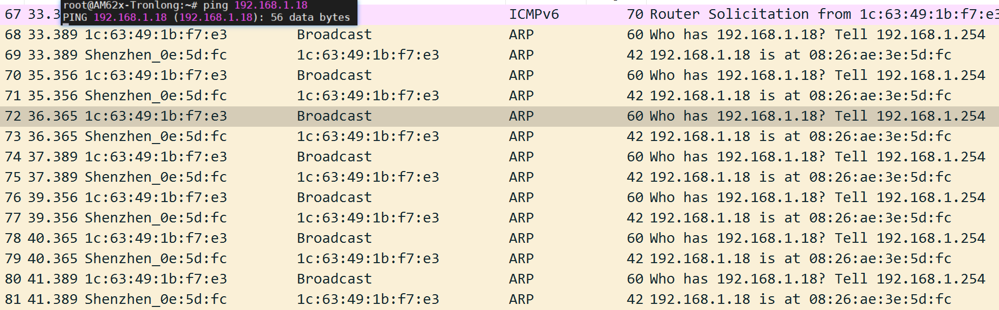 root@AM62x-Tronlong:~# ping 192.168.1.18
PING 192.168.1.18 (192.168.1.18): 56 data bytes
67 33.3 ICMPv6 70 Router Solicitation from 1c:63:49:1b:f7:e3
68 33.389 1c:63:49:1b:f7:e3 Broadcast ARP 60 Who has 192.168.1.18? Tell 192.168.1.254
69 33.389 Shenzhen_0e:5d:fc 1c:63:49:1b:f7:e3 ARP 42 192.168.1.18 is at 08:26:ae:3e:5d:fc
70 35.356 1c:63:49:1b:f7:e3 Broadcast ARP 60 Who has 192.168.1.18? Tell 192.168.1.254
71 35.356 Shenzhen_0e:5d:fc 1c:63:49:1b:f7:e3 ARP 42 192.168.1.18 is at 08:26:ae:3e:5d:fc
72 36.365 1c:63:49:1b:f7:e3 Broadcast ARP 60 Who has 192.168.1.18? Tell 192.168.1.254
73 36.365 Shenzhen_0e:5d:fc 1c:63:49:1b:f7:e3 ARP 42 192.168.1.18 is at 08:26:ae:3e:5d:fc
74 37.389 1c:63:49:1b:f7:e3 Broadcast ARP 60 Who has 192.168.1.18? Tell 192.168.1.254
75 37.389 Shenzhen_0e:5d:fc 1c:63:49:1b:f7:e3 ARP 42 192.168.1.18 is at 08:26:ae:3e:5d:fc
76 39.356 1c:63:49:1b:f7:e3 Broadcast ARP 60 Who has 192.168.1.18? Tell 192.168.1.254
77 39.356 Shenzhen_0e:5d:fc 1c:63:49:1b:f7:e3 ARP 42 192.168.1.18 is at 08:26:ae:3e:5d:fc
78 40.365 1c:63:49:1b:f7:e3 Broadcast ARP 60 Who has 192.168.1.18? Tell 192.168.1.254
79 40.365 Shenzhen_0e:5d:fc 1c:63:49:1b:f7:e3 ARP 42 192.168.1.18 is at 08:26:ae:3e:5d:fc
80 41.389 1c:63:49:1b:f7:e3 Broadcast ARP 60 Who has 192.168.1.18? Tell 192.168.1.254
81 41.389 Shenzhen_0e:5d:fc 1c:63:49:1b:f7:e3 ARP 42 192.168.1.18 is at 08:26:ae:3e:5d:fc